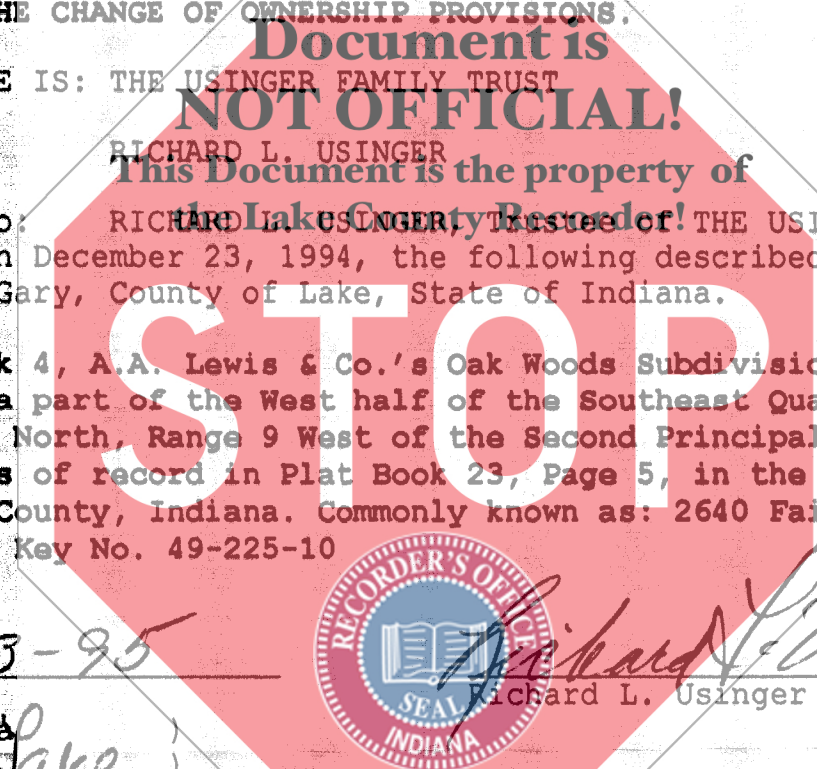 HE CHANGE OF OWNERSHIP PROVISIONS.
Document is
E IS: THE USINGER FAMILY TRUST
NOT OFFICIAL!
RICHARD L. USINGER
This Document is the property of
the Lake County Recorder!
o: RICHARD L. USINGER, Trustee of THE USI
n December 23, 1994, the following described
Gary, County of Lake, State of Indiana.
STOP
k 4, A.A. Lewis & Co.'s Oak Woods Subdivisio
a part of the West half of the Southeast Qua
North, Range 9 West of the Second Principal
s of record in Plat Book 23, Page 5, in the
County, Indiana. Commonly known as: 2640 Fai
Key No. 49-225-10
RECORDER'S OFFICE
SEAL
INDIANA
-95
Richard L. U
Richard L. Usinger
Lake